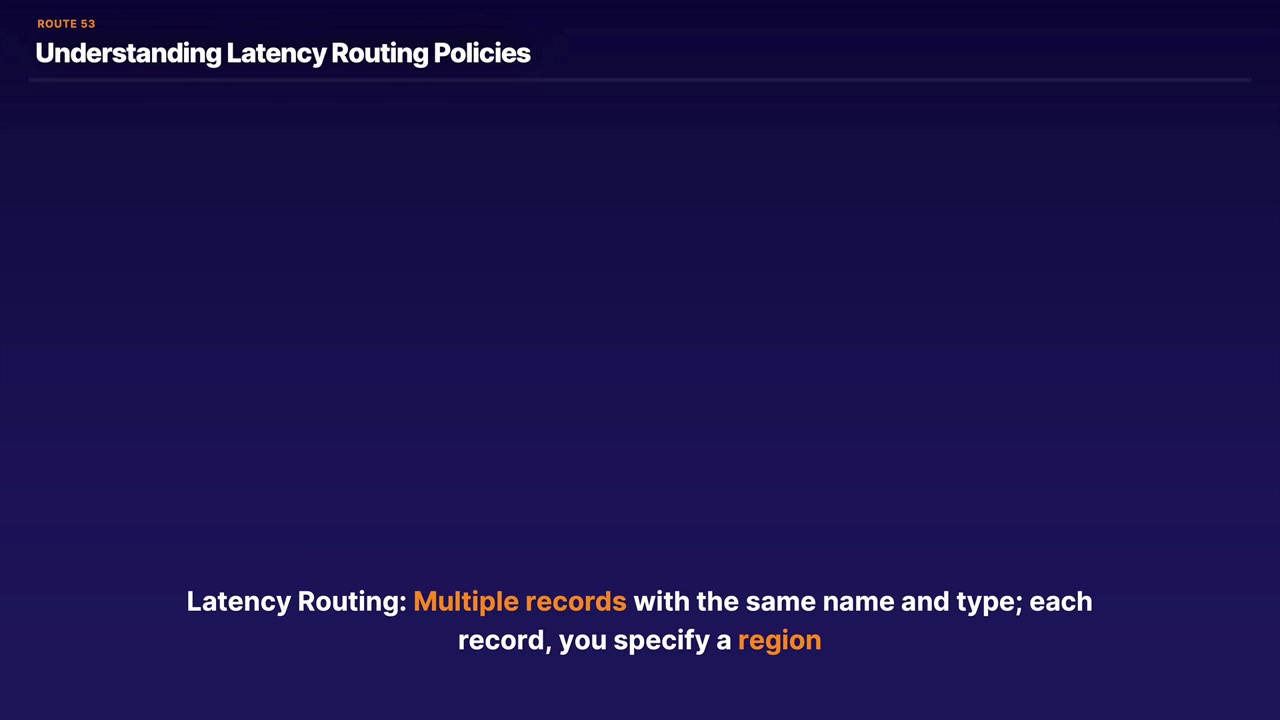 ROUTE 53
Understanding Latency Routing Policies
Latency Routing: Multiple records with the same name and type; each
record, you specify a region